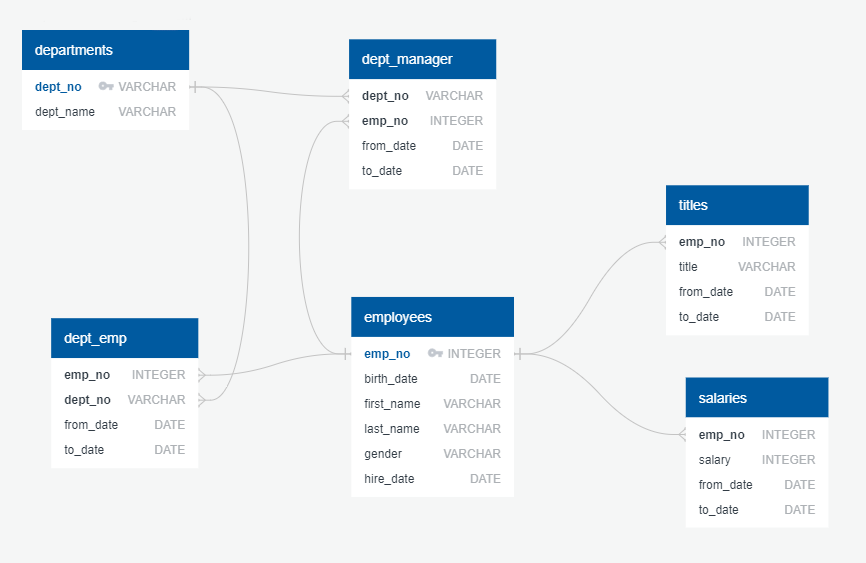 departments
dept_no VARCHAR
dept_name VARCHAR
dept_manager
dept_no VARCHAR
emp_no INTEGER
from_date DATE
to_date DATE
titles
emp_no INTEGER
title VARCHAR
from_date DATE
to_date DATE
dept_emp
emp_no INTEGER
dept_no VARCHAR
from_date DATE
to_date DATE
employees
emp_no INTEGER
birth_date DATE
first_name VARCHAR
last_name VARCHAR
gender VARCHAR
hire_date DATE
salaries
emp_no INTEGER
salary INTEGER
from_date DATE
to_date DATE